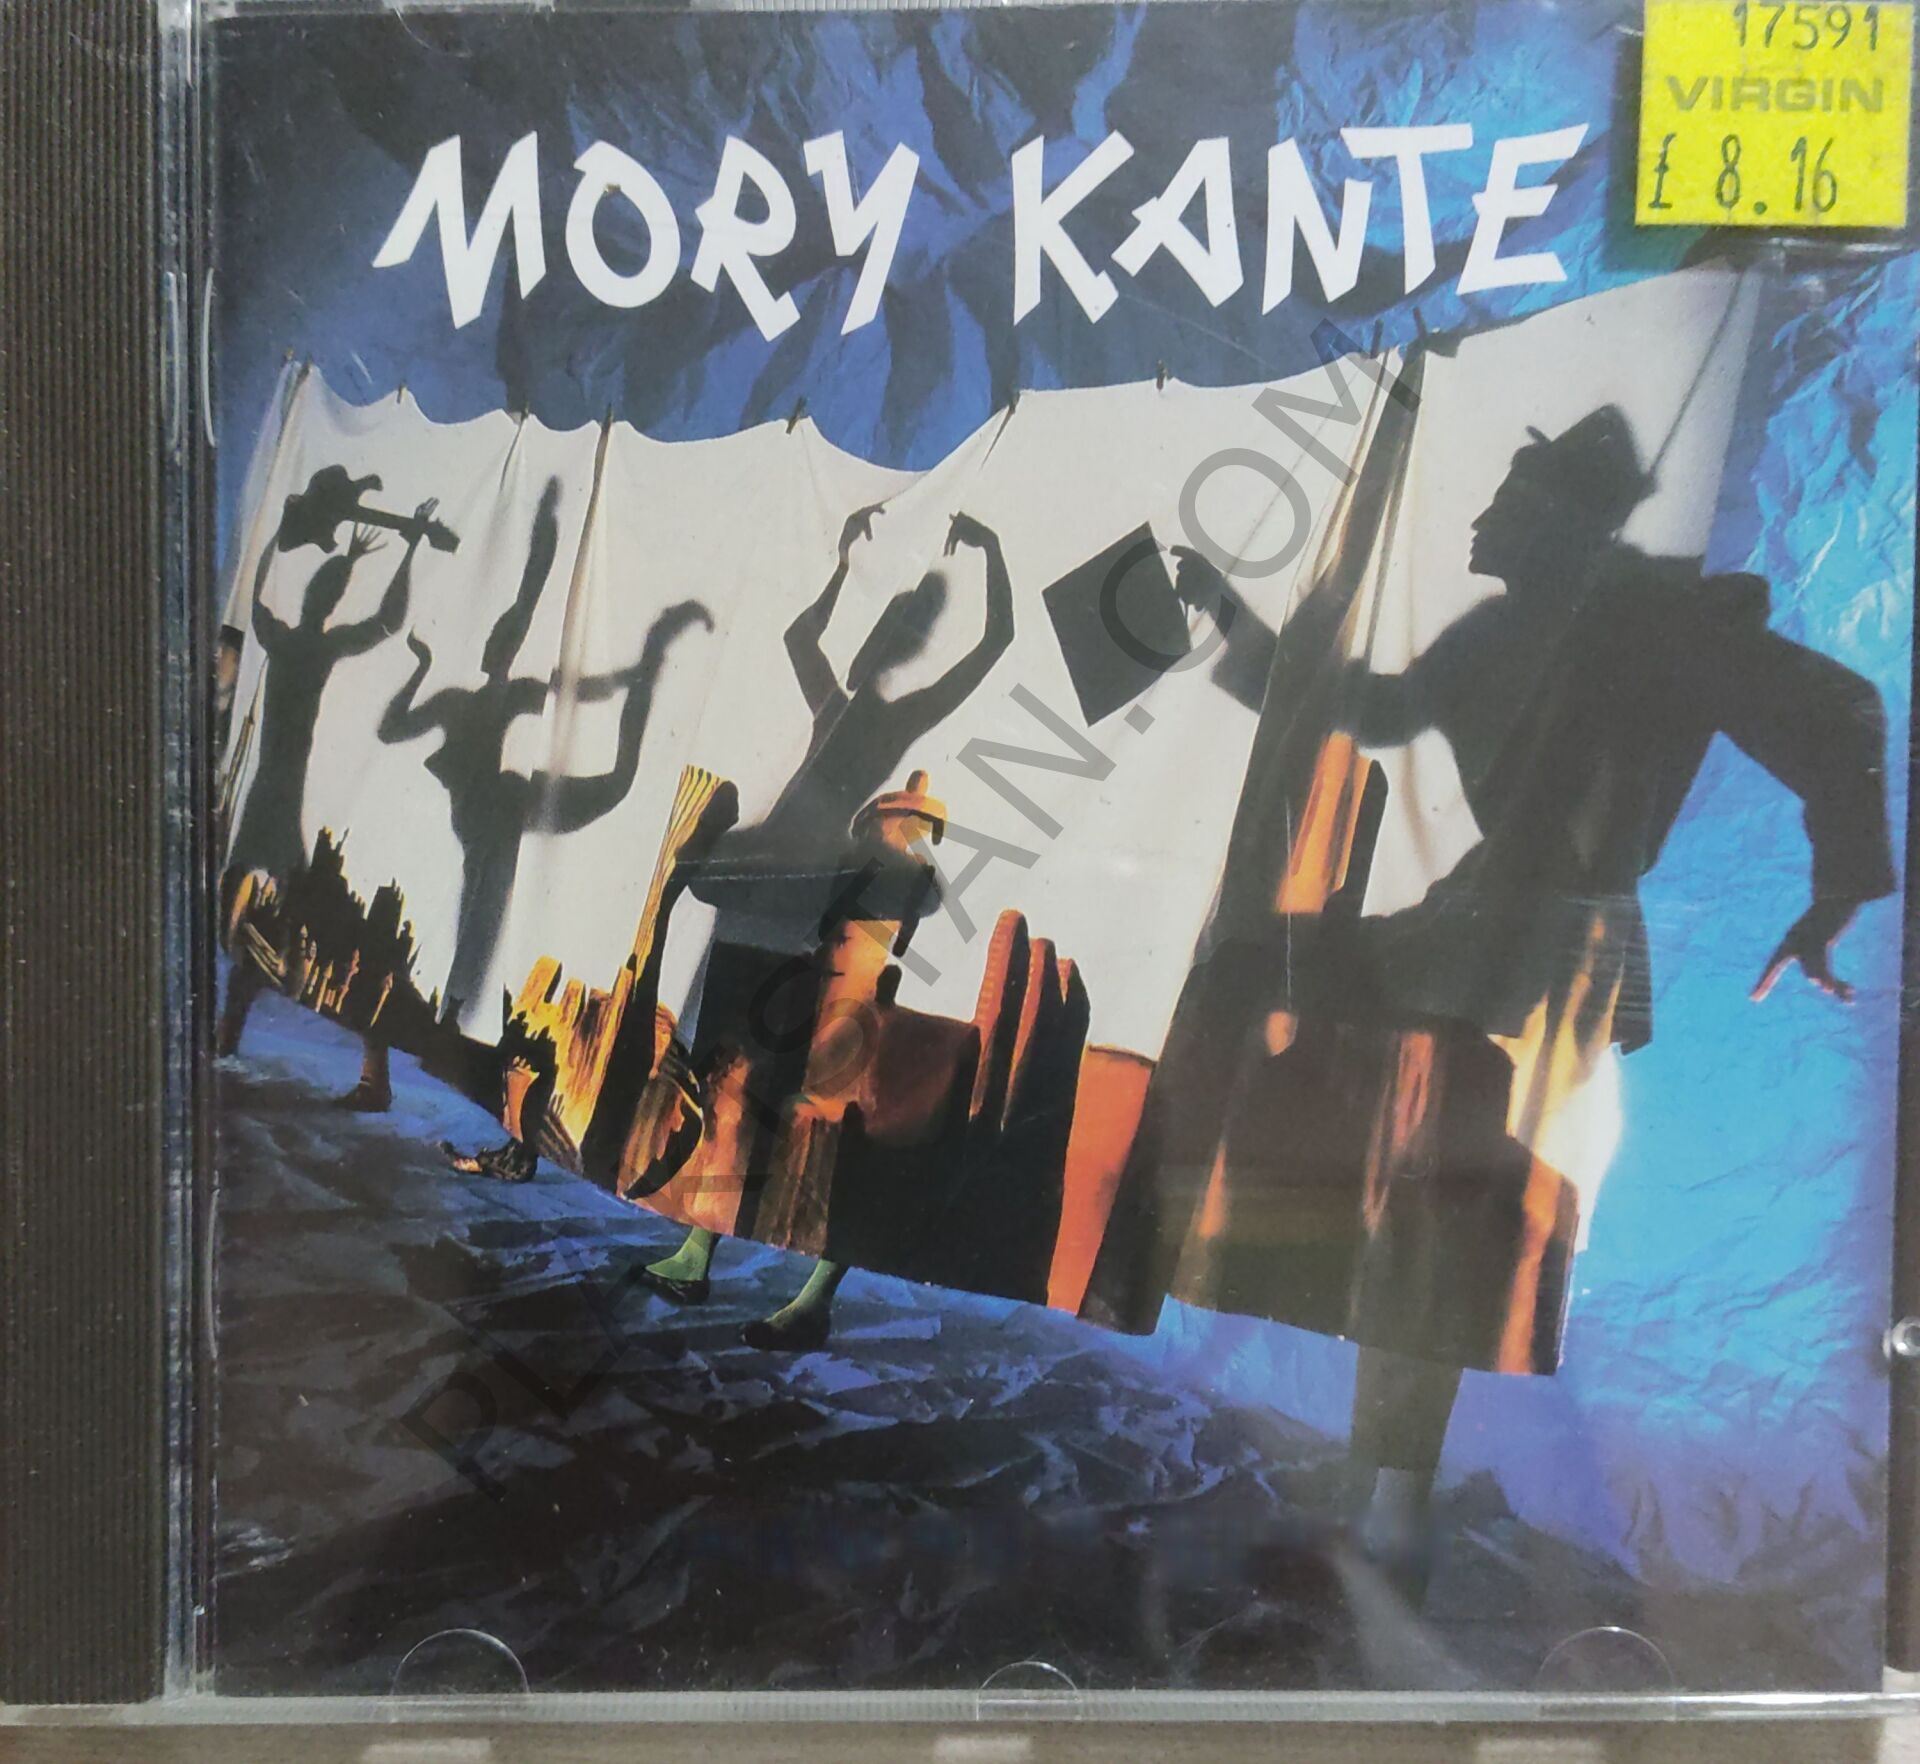 17591
VIRGIN
£ 8.16
MORY KANTE
PLAKSTAN.COM